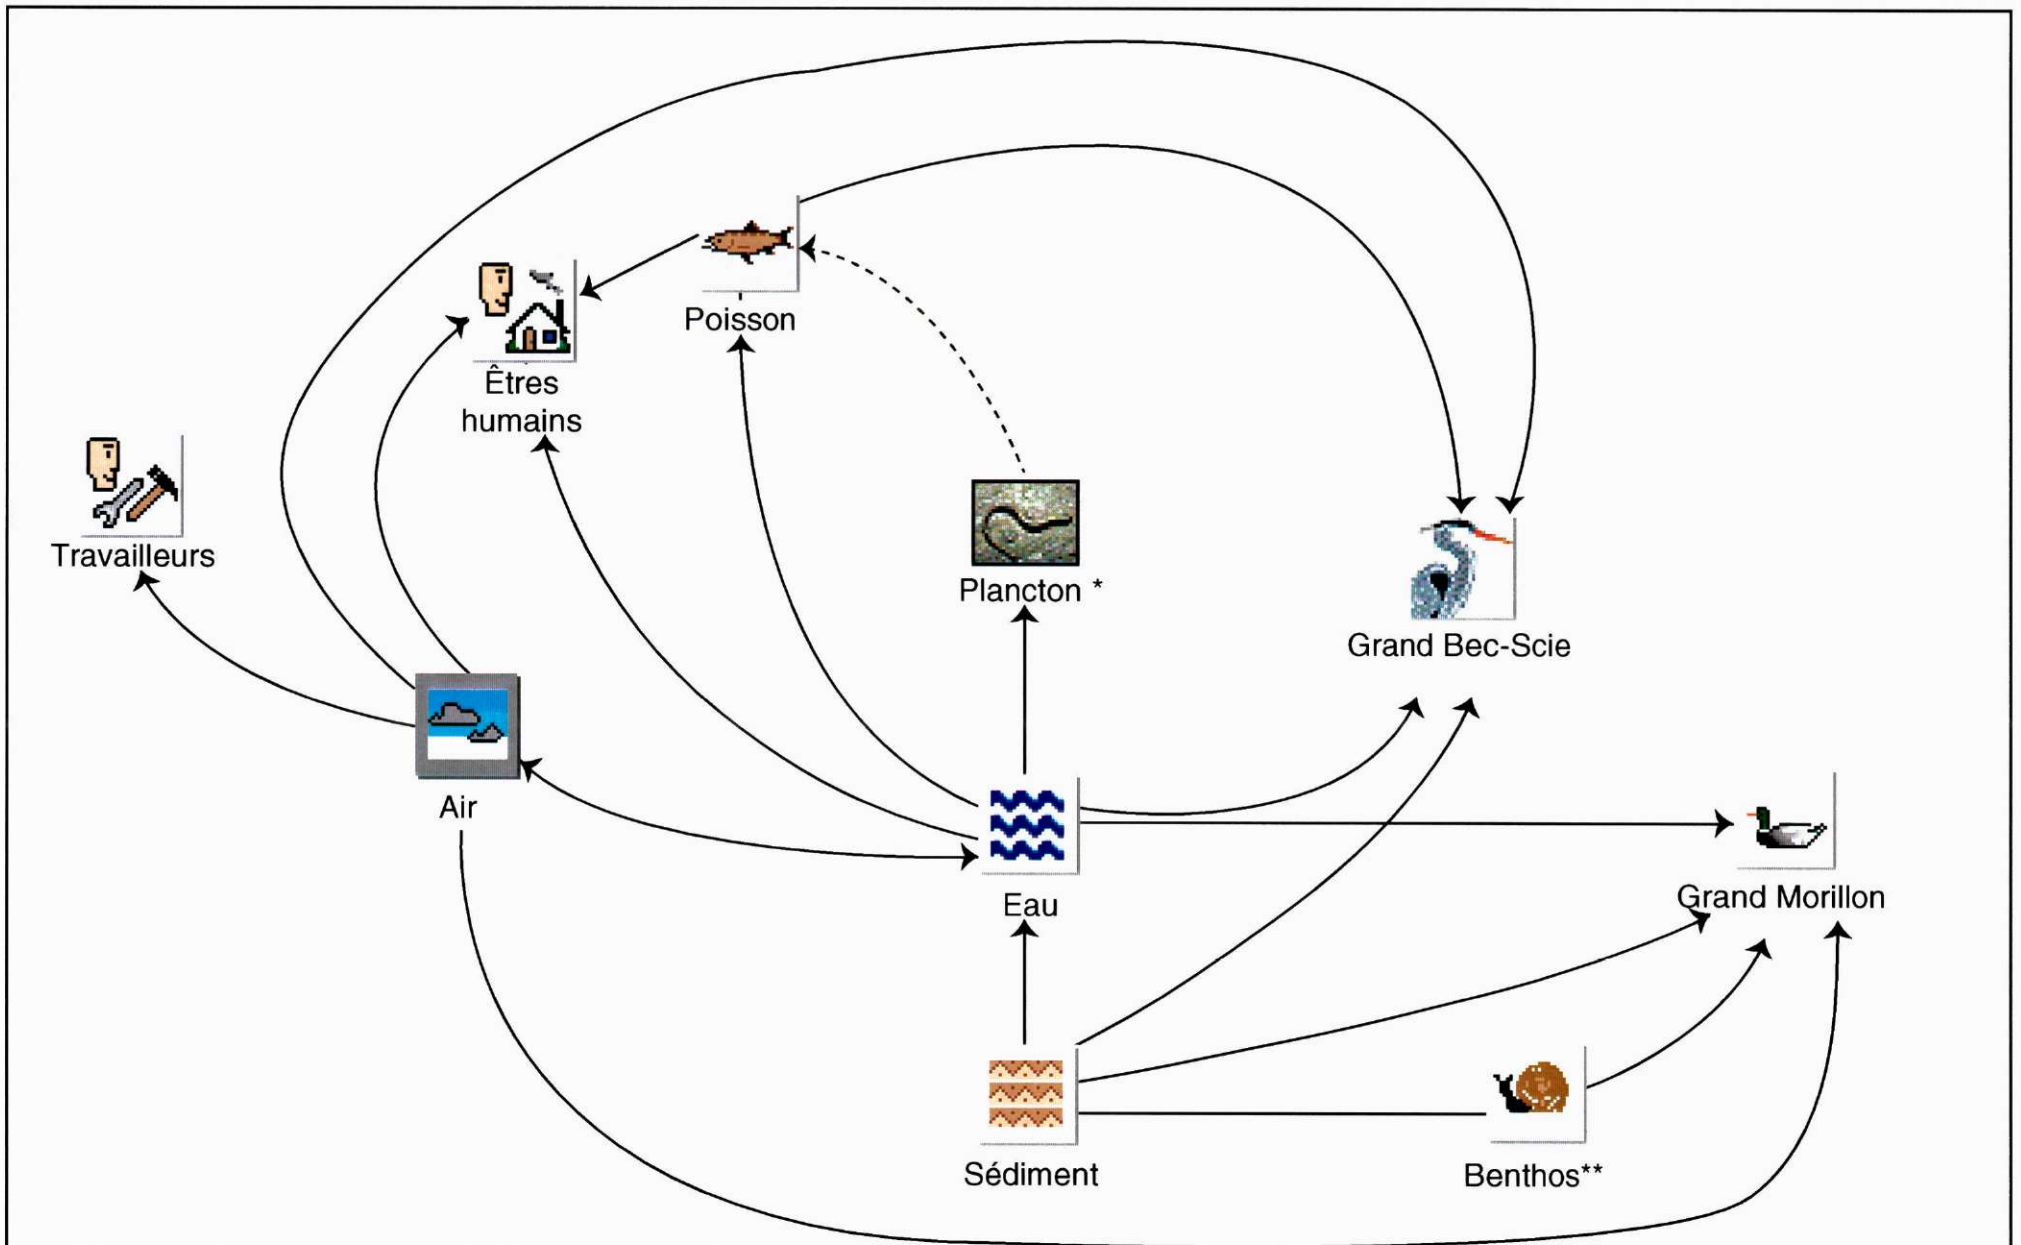 Poisson
Êtres
humains
Travailleurs
Plancton *
Grand Bec-Scie
Air
Eau
Grand Morillon
Sédiment
Benthos**